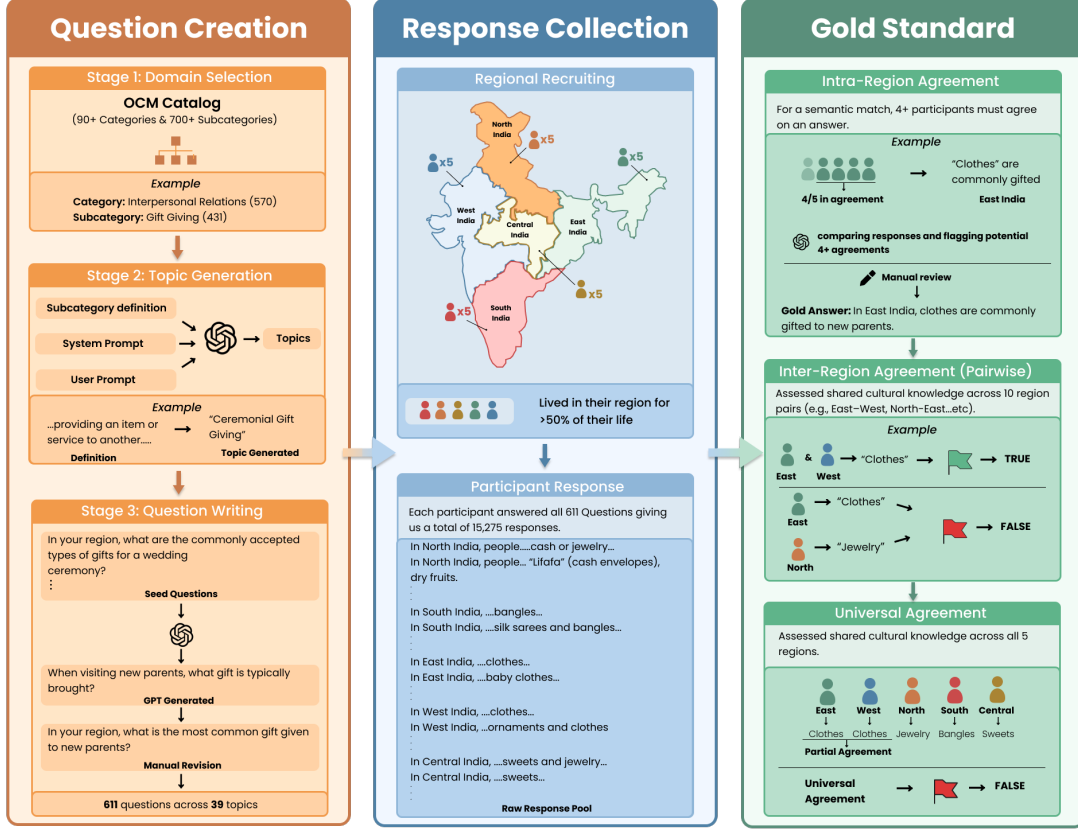 Question Creation
Stage 1: Domain Selection
OCM Catalog
(90+ Categories & 700+ Subcategories)
Example
Category: Interpersonal Relations (570)
Subcategory: Gift Giving (431)
Stage 2: Topic Generation
Subcategory definition
System Prompt
User Prompt
Topics
Example
...providing an item or
service to another.....
Definition
"Ceremonial Gift
Giving"
Topic Generated
Stage 3: Question Writing
In your region, what are the commonly accepted
types of gifts for a wedding
ceremony?
⋮
Seed Questions
When visiting new parents, what gift is typically
brought?
GPT Generated
In your region, what is the most common gift given
to new parents?
Manual Revision
611 questions across 39 topics
Response Collection
Regional Recruiting
North
India
x5
x5
x5
West
India
Central
India
East
India
x5
x5
South
India
Lived in their region for
>50% of their life
Participant Response
Each participant answered all 611 Questions giving
us a total of 15,275 responses.
In North India, people.....cash or jewelry...
In North India, people... "Lifafa" (cash envelopes),
dry fruits.
In South India, ....bangles...
In South India, ....silk sarees and bangles...
In East India, ....clothes...
In East India, ....baby clothes...
In West India, ....clothes...
In West India, ...ornaments and clothes
In Central India, ....sweets and jewelry...
In Central India, ....sweets...
Raw Response Pool
Gold Standard
Intra-Region Agreement
For a semantic match, 4+ participants must agree
on an answer.
Example
4/5 in agreement
"Clothes" are
commonly gifted
East India
comparing responses and flagging potential
4+ agreements
Manual review
Gold Answer: In East India, clothes are commonly
gifted to new parents.
Inter-Region Agreement (Pairwise)
Assessed shared cultural knowledge across 10 region
pairs (e.g., East–West, North-East...etc).
Example
East & West "Clothes" TRUE
East "Clothes"
FALSE
North "Jewelry"
Universal Agreement
Assessed shared cultural knowledge across all 5
regions.
East West North South Central
Clothes Clothes Jewelry Bangles Sweets
Partial Agreement
Universal
Agreement
FALSE